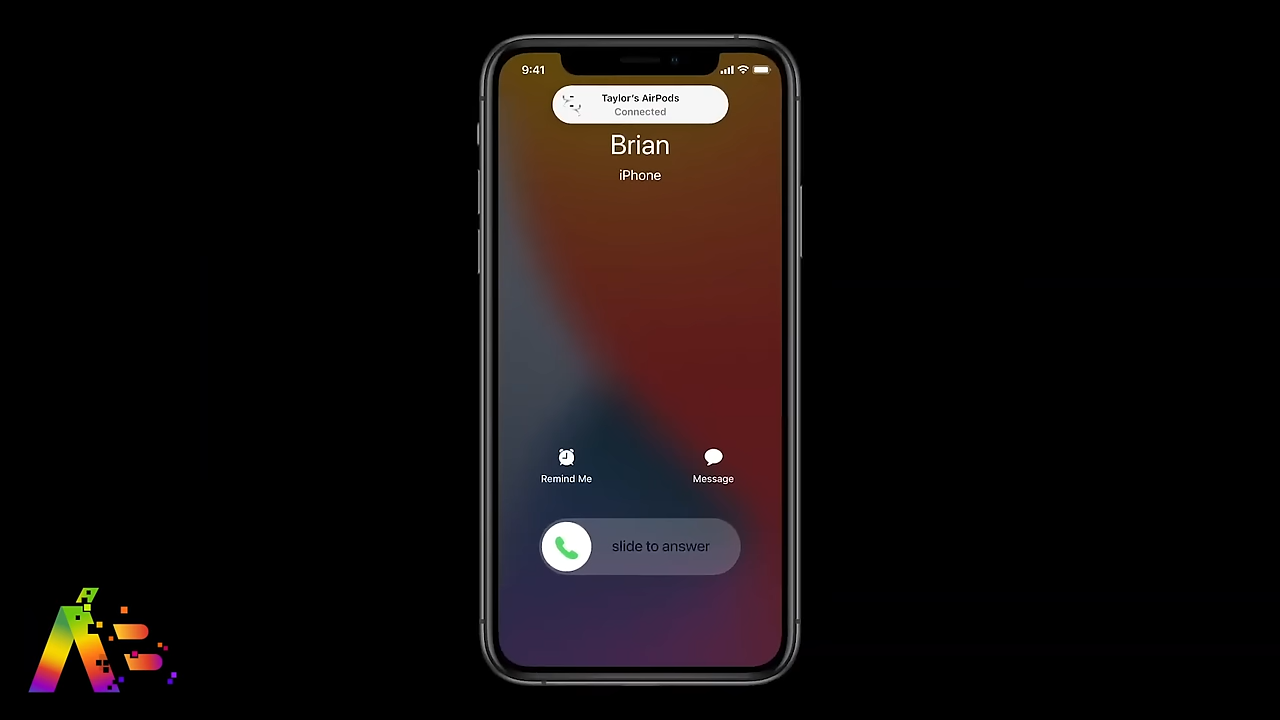 9:41
Taylor's AirPods
Connected
Brian
iPhone
Remind Me
Message
slide to answer